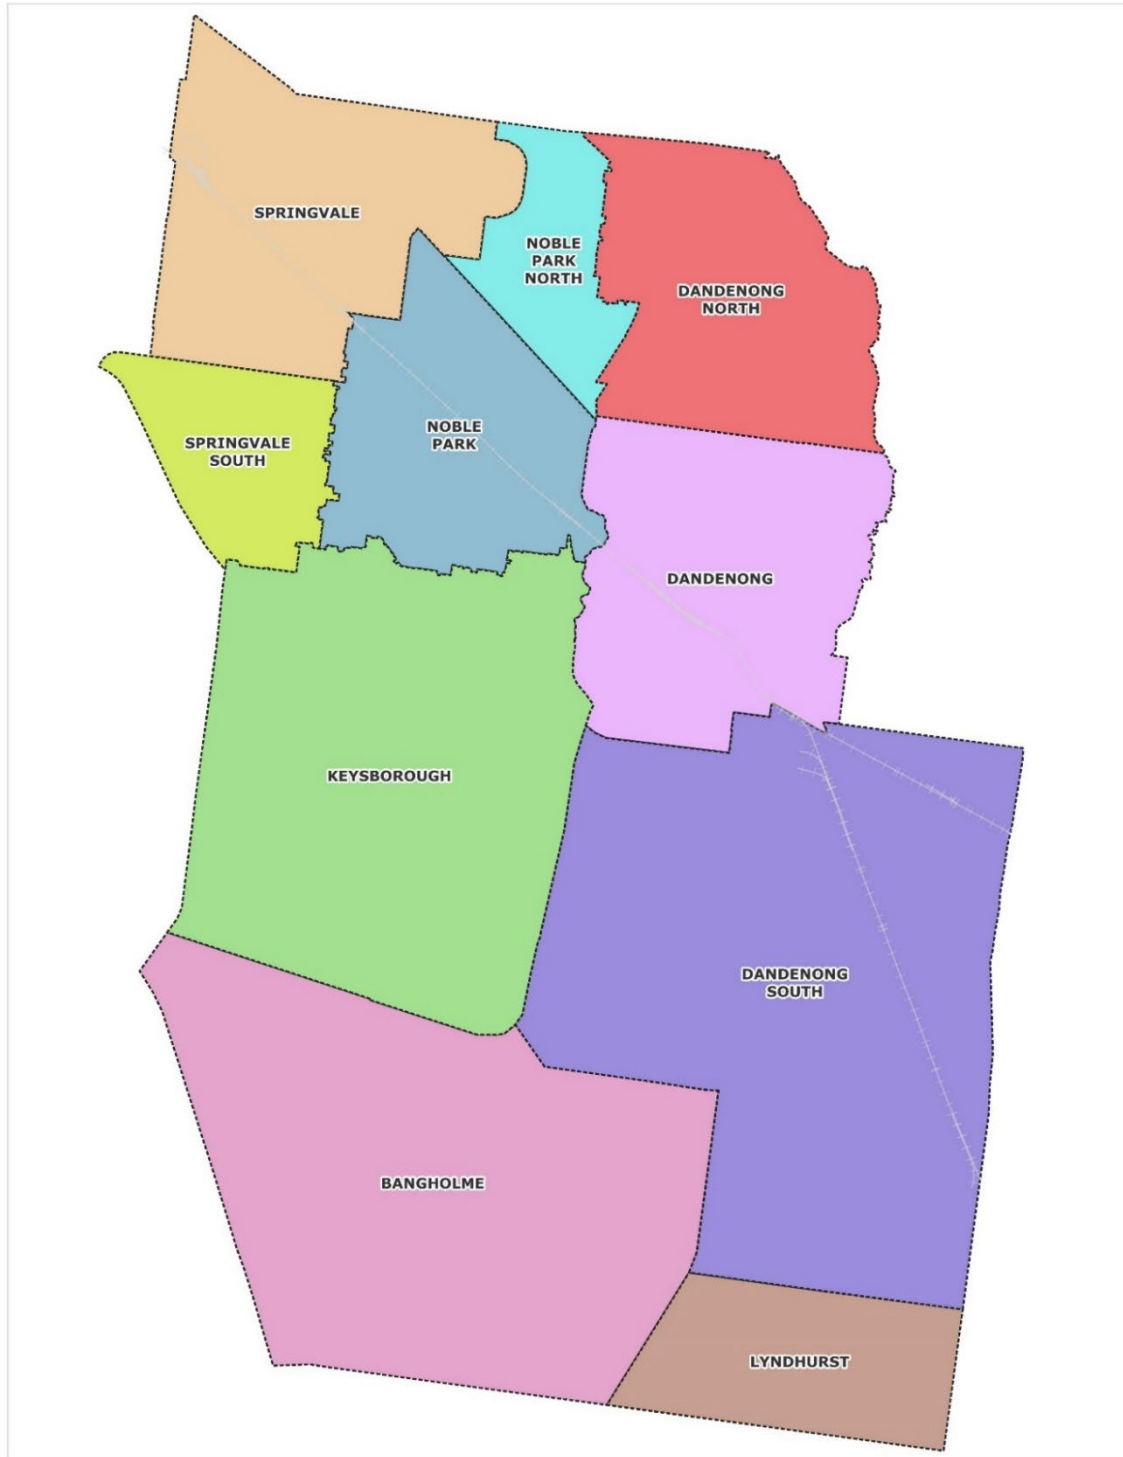 SPRINGVALE
NOBLE
PARK
NORTH
DANDENONG
NORTH
SPRINGVALE
SOUTH
NOBLE
PARK
DANDENONG
KEYSBOROUGH
DANDENONG
SOUTH
BANGHOLME
LYNDHURST